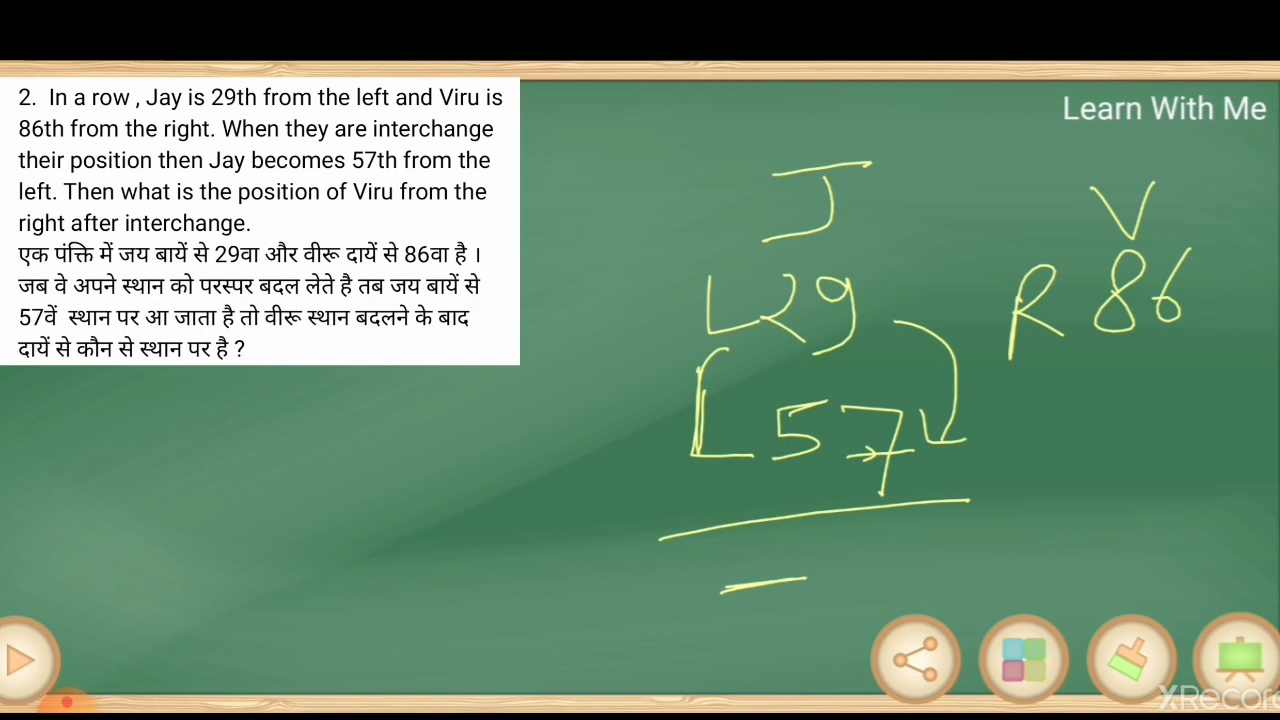 2. In a row , Jay is 29th from the left and Viru is
86th from the right. When they are interchange
their position then Jay becomes 57th from the
left. Then what is the position of Viru from the
right after interchange.
एक पंक्ति में जय बायें से 29वा और वीरू दायें से 86वा है ।
जब वे अपने स्थान को परस्पर बदल लेते है तब जय बायें से
57वें स्थान पर आ जाता है तो वीरू स्थान बदलने के बाद
दायें से कौन से स्थान पर है ?
Learn With Me
J V
L29 R 86
L57
XRecor